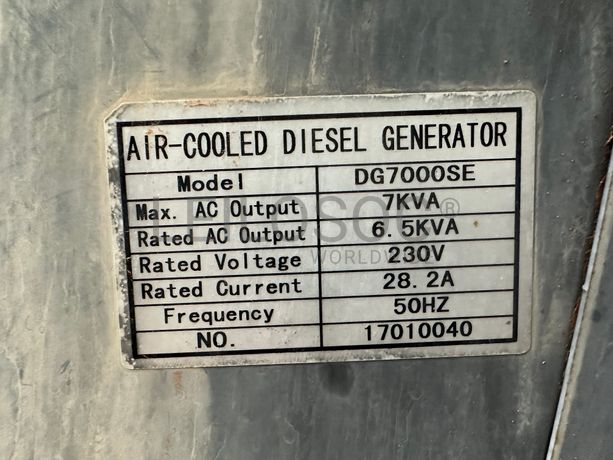 AIR-COOLED DIESEL GENERATOR
Model DG7000SE
Max. AC Output 7KVA
Rated AC Output 6.5KVA
Rated Voltage 230V
Rated Current 28.2A
Frequency 50HZ
NO. 17010040